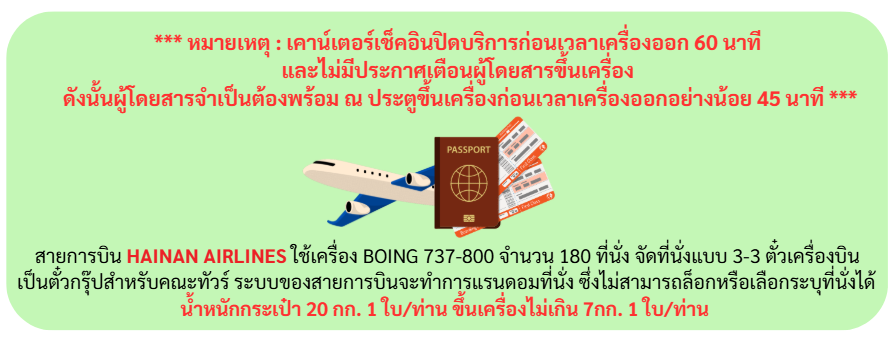 *** หมายเหตุ : เคาน์เตอร์เช็คอินปิดบริการก่อนเวลาเครื่องออก 60 นาที
และไม่มีประกาศเตือนผู้โดยสารขึ้นเครื่อง
ดังนั้นผู้โดยสารจำเป็นต้องพร้อม ณ ประตูขึ้นเครื่องก่อนเวลาเครื่องออกอย่างน้อย 45 นาที ***
PASSPORT
สายการบิน HAINAN AIRLINES ใช้เครื่อง BOING 737-800 จำนวน 180 ที่นั่ง จัดที่นั่งแบบ 3-3 ตั๋วเครื่องบิน
เป็นตั๋วกรุ๊ปสำหรับคณะทัวร์ ระบบของสายการบินจะทำการแรนดอมที่นั่ง ซึ่งไม่สามารถล็อกหรือเลือกระบุที่นั่งได้
น้ำหนักกระเป๋า 20 กก. 1 ใบ/ท่าน ขึ้นเครื่องไม่เกิน 7กก. 1 ใบ/ท่าน